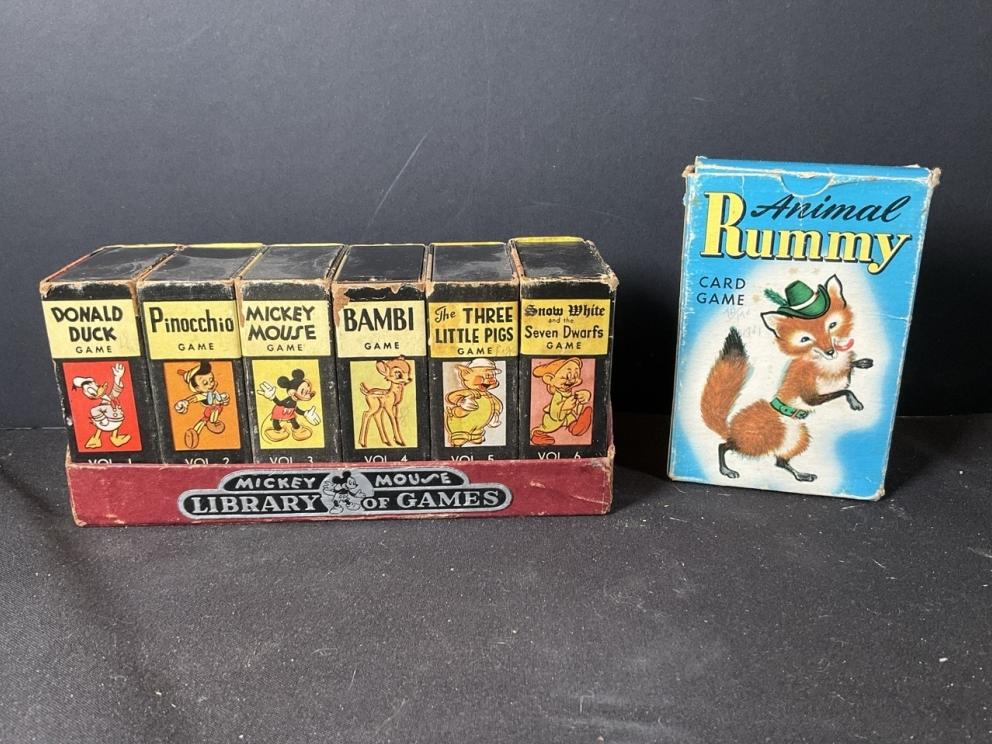 DONALD
DUCK
GAME
VOL. 1
Pinocchio
GAME
VOL. 2
MICKEY
MOUSE
GAME
VOL. 3
BAMBI
GAME
VOL. 4
The THREE
LITTLE PIGS
GAME
VOL. 5
Snow White
and the
Seven Dwarfs
GAME
VOL. 6
MICKEY MOUSE
LIBRARY OF GAMES
Animal
Rummy
CARD
GAME